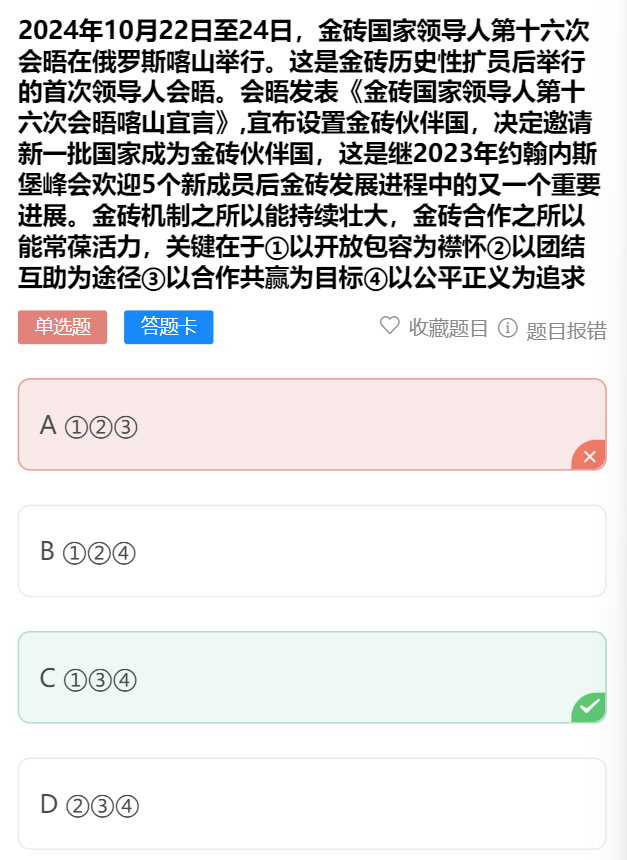 2024年10月22日至24日，金砖国家领导人第十六次
会晤在俄罗斯喀山举行。这是金砖历史性扩员后举行
的首次领导人会晤。会晤发表《金砖国家领导人第十
六次会晤喀山宣言》,宣布设置金砖伙伴国，决定邀请
新一批国家成为金砖伙伴国，这是继2023年约翰内斯
堡峰会欢迎5个新成员后金砖发展进程中的又一个重要
进展。金砖机制之所以能持续壮大，金砖合作之所以
能常葆活力，关键在于①以开放包容为襟怀②以团结
互助为途径③以合作共赢为目标④以公平正义为追求
单选题 答题卡 收藏题目 题目报错
A ①②③
B ①②④
C ①③④
D ②③④